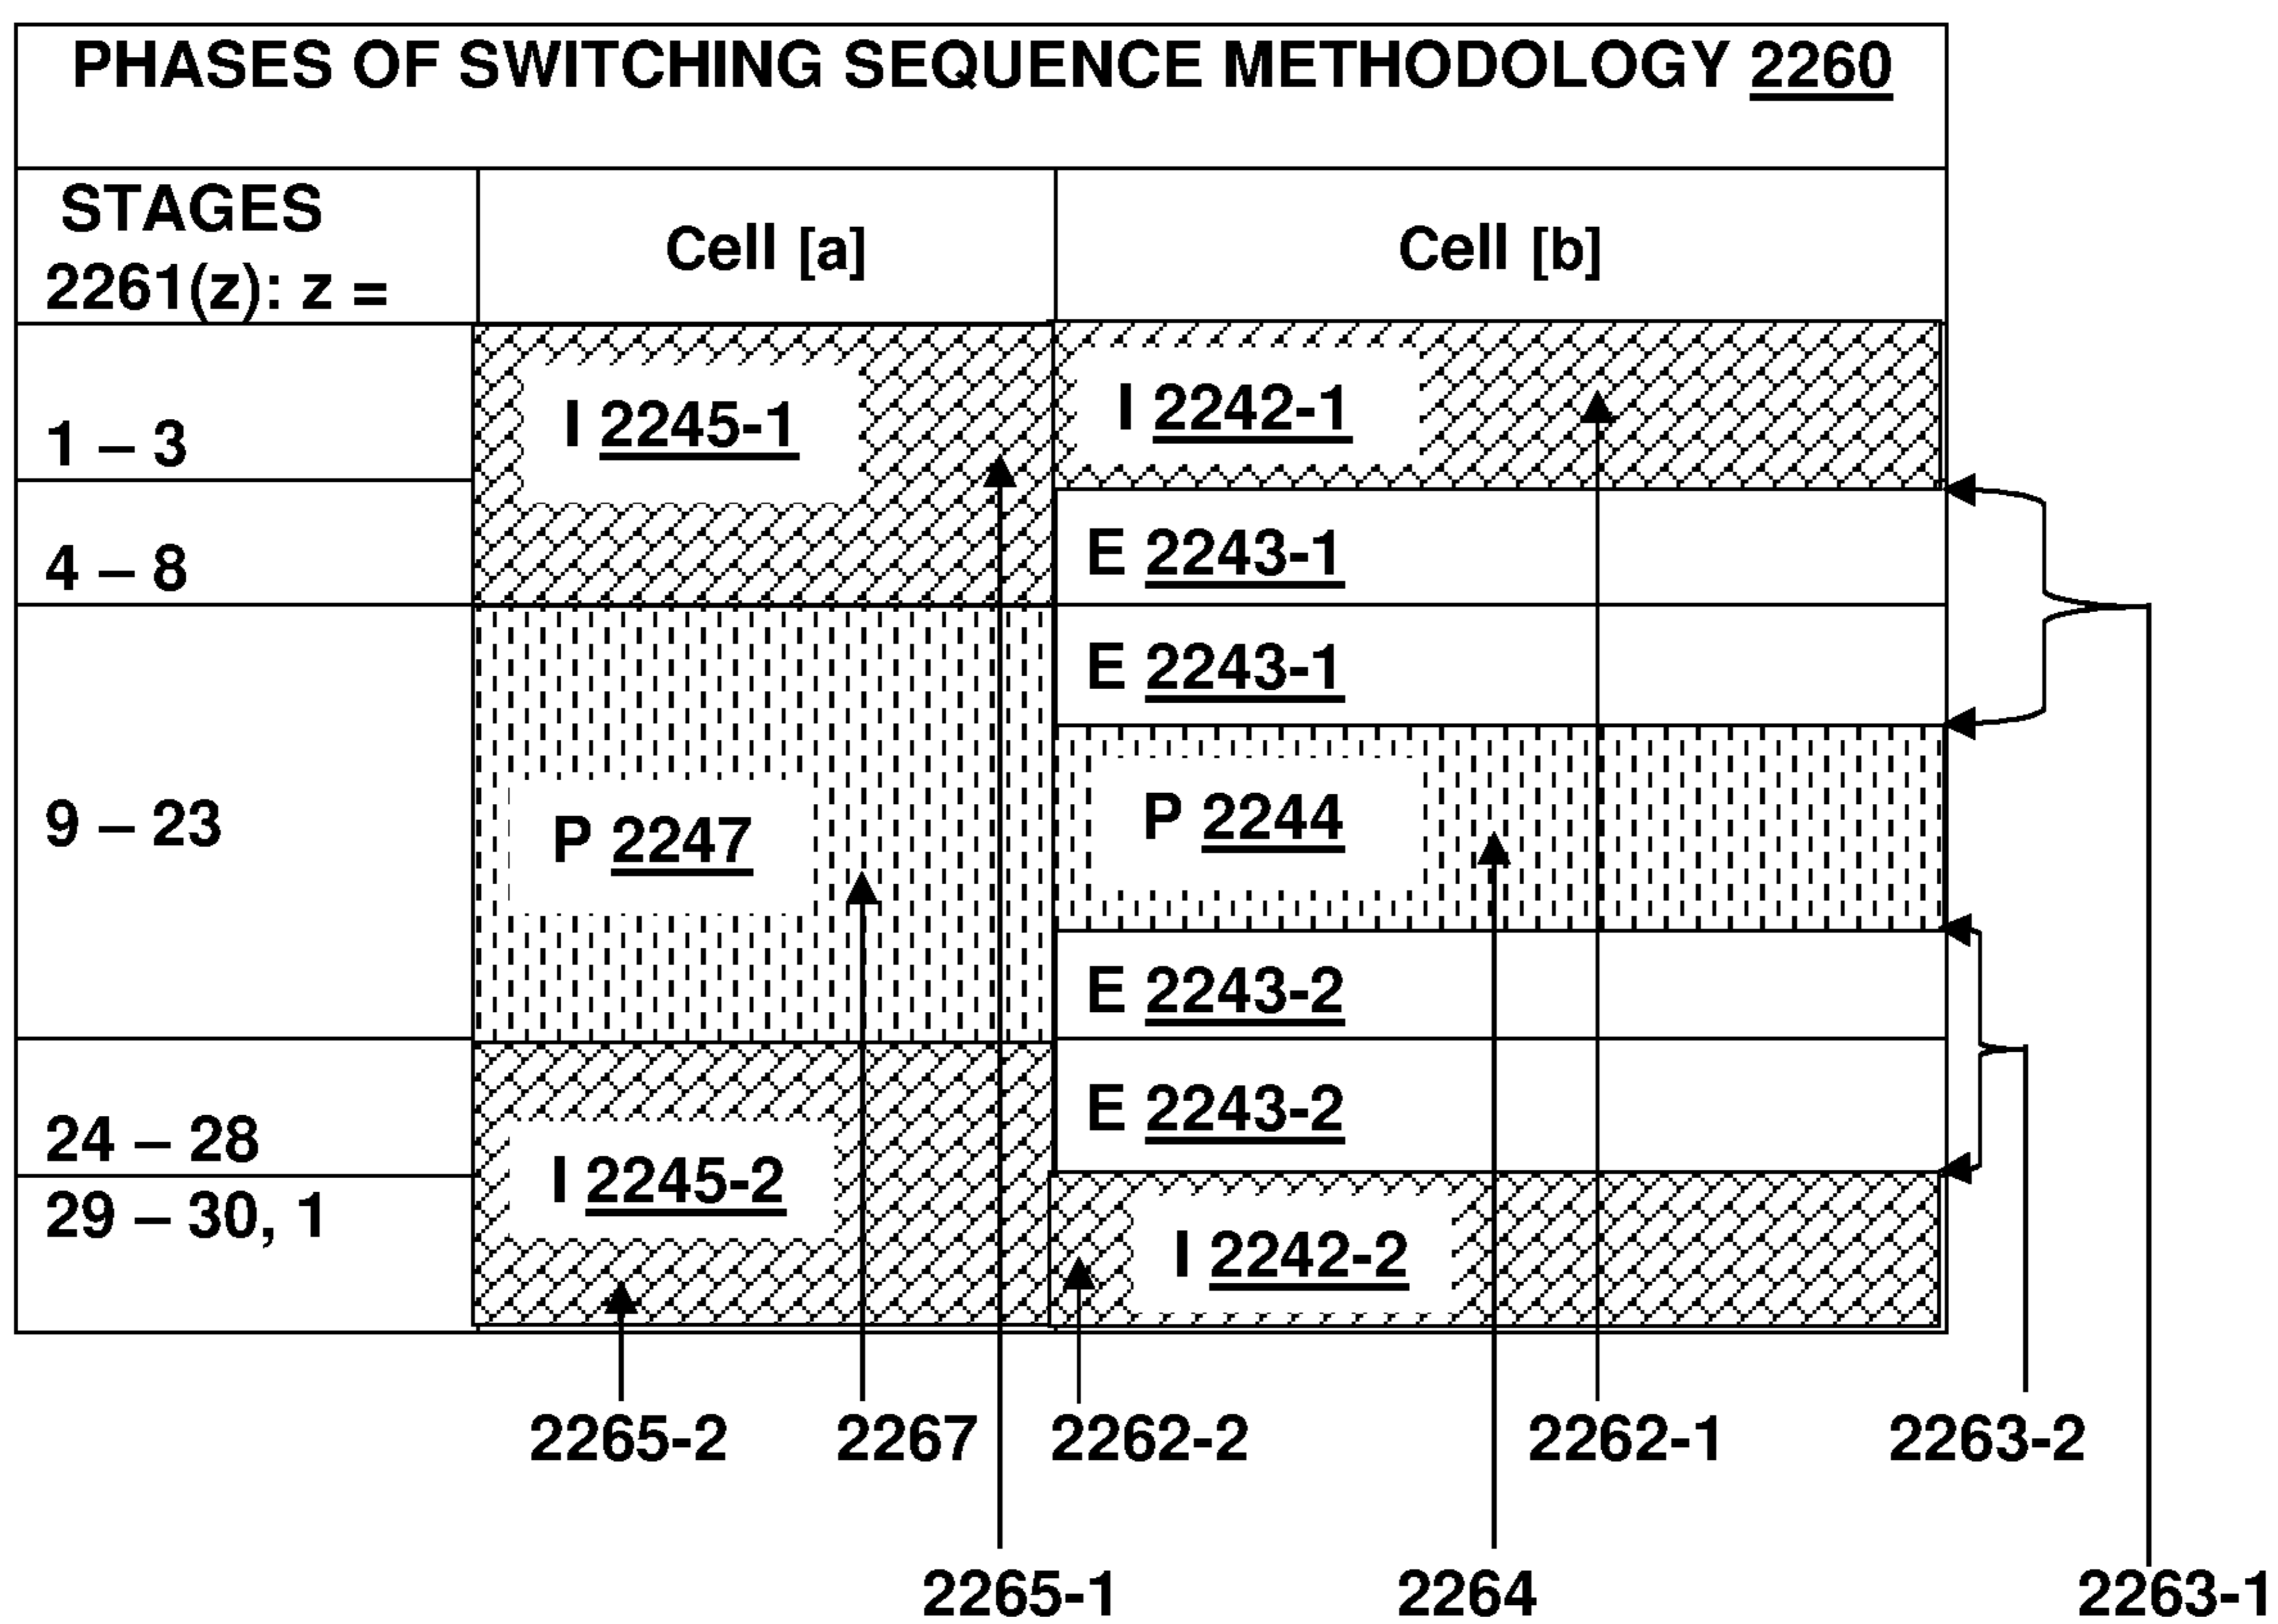 PHASES OF SWITCHING SEQUENCE METHODOLOGY 2260
STAGES
2261(z): z =
Cell [a]
Cell [b]
1 – 3
I 2245-1
I 2242-1
4 – 8
E 2243-1
E 2243-1
9 – 23
P 2247
P 2244
E 2243-2
24 – 28
E 2243-2
I 2245-2
29 – 30, 1
I 2242-2
2265-2
2267
2262-2
2262-1
2263-2
2265-1
2264
2263-1